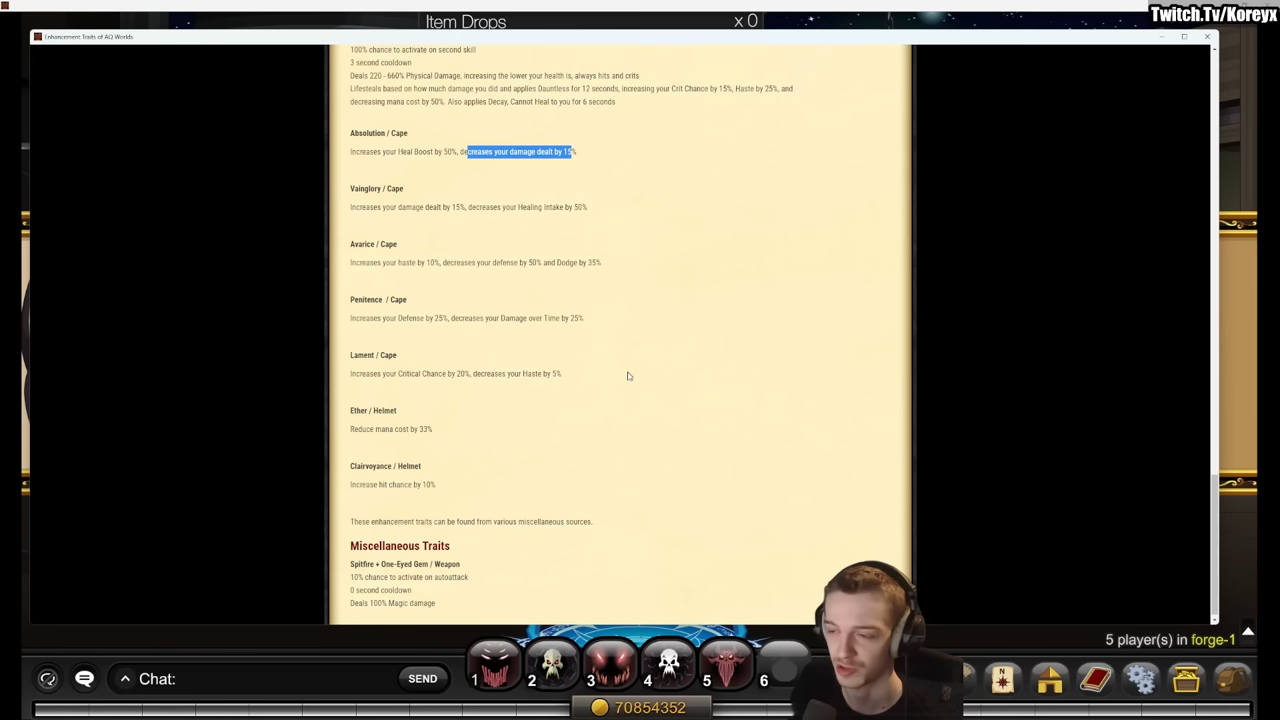 Item Drops
x 0
Twitch.Tv/Koreyx
Enhancement Traits of AQ Worlds
100% chance to activate on second skill
3 second cooldown
Deals 220 - 660% Physical Damage, increasing the lower your health is, always hits and crits
Lifesteals based on how much damage you did and applies Dauntless for 12 seconds, increasing your Crit Chance by 15%, Haste by 25%, and
decreasing mana cost by 50%. Also applies Decay, Cannot Heal to you for 6 seconds
Absolution / Cape
Increases your Heal Boost by 50%, decreases your damage dealt by 15%
Vainglory / Cape
Increases your damage dealt by 15%, decreases your Healing Intake by 50%
Avarice / Cape
Increases your haste by 10%, decreases your defense by 50% and Dodge by 35%
Penitence / Cape
Increases your Defense by 25%, decreases your Damage over Time by 25%
Lament / Cape
Increases your Critical Chance by 20%, decreases your Haste by 5%
Ether / Helmet
Reduce mana cost by 33%
Clairvoyance / Helmet
Increase hit chance by 10%
These enhancement traits can be found from various miscellaneous sources.
Miscellaneous Traits
Spitfire + One-Eyed Gem / Weapon
10% chance to activate on autoattack
0 second cooldown
Deals 100% Magic damage
5 player(s) in forge-1
Chat:
SEND
1
2
3
4
5
6
N
70854352